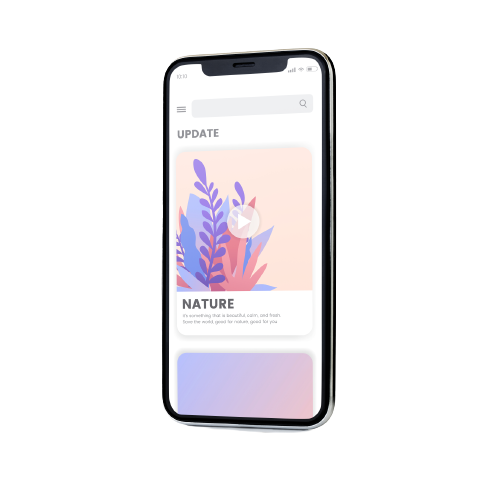 10:10
UPDATE
NATURE
It's something that is beautiful, calm, and fresh.
Save the world, good for nature, good for you.